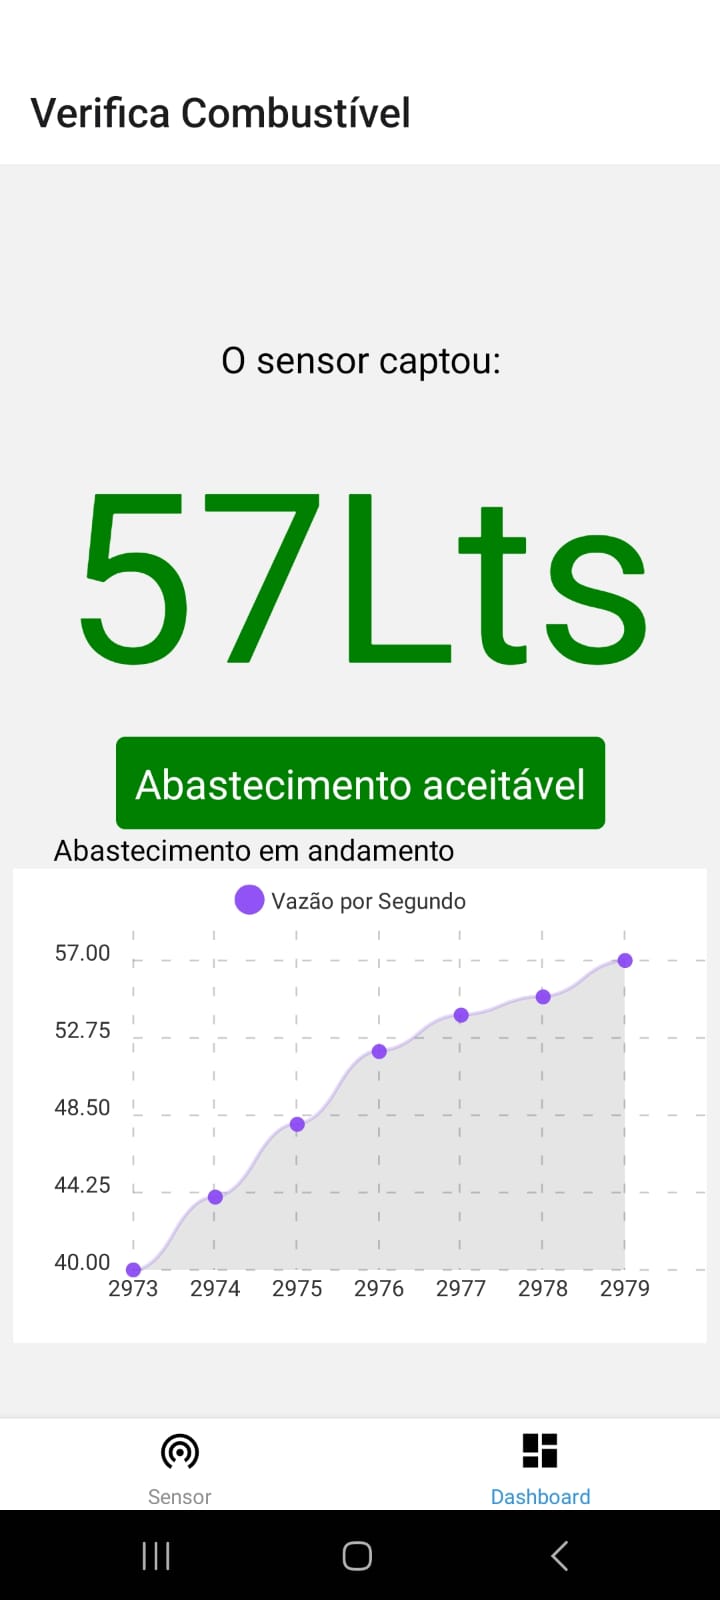 Verifica Combustível
O sensor captou:
57Lts
Abastecimento aceitável
Abastecimento em andamento
Vazão por Segundo
57.00
52.75
48.50
44.25
40.00
2973 2974 2975 2976 2977 2978 2979
Sensor Dashboard